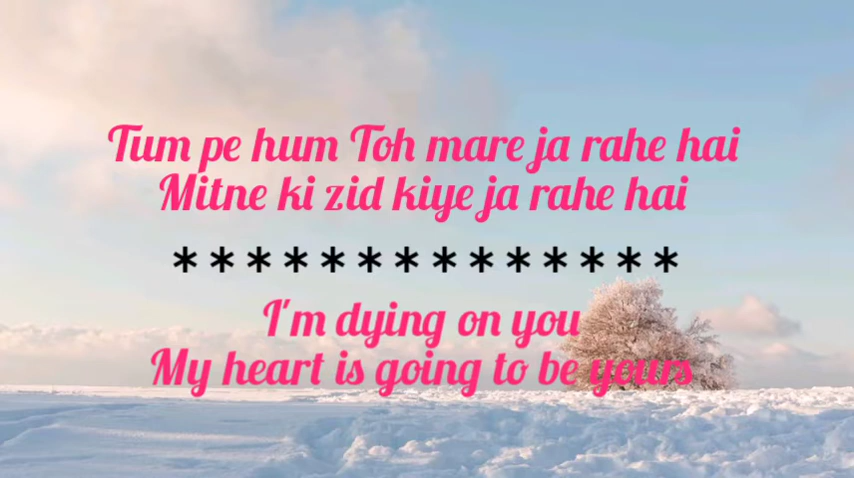 Tum pe hum Toh mare ja rahe hai
Mitne ki zid kiye ja rahe hai
**************
I'm dying on you
My heart is going to be yours